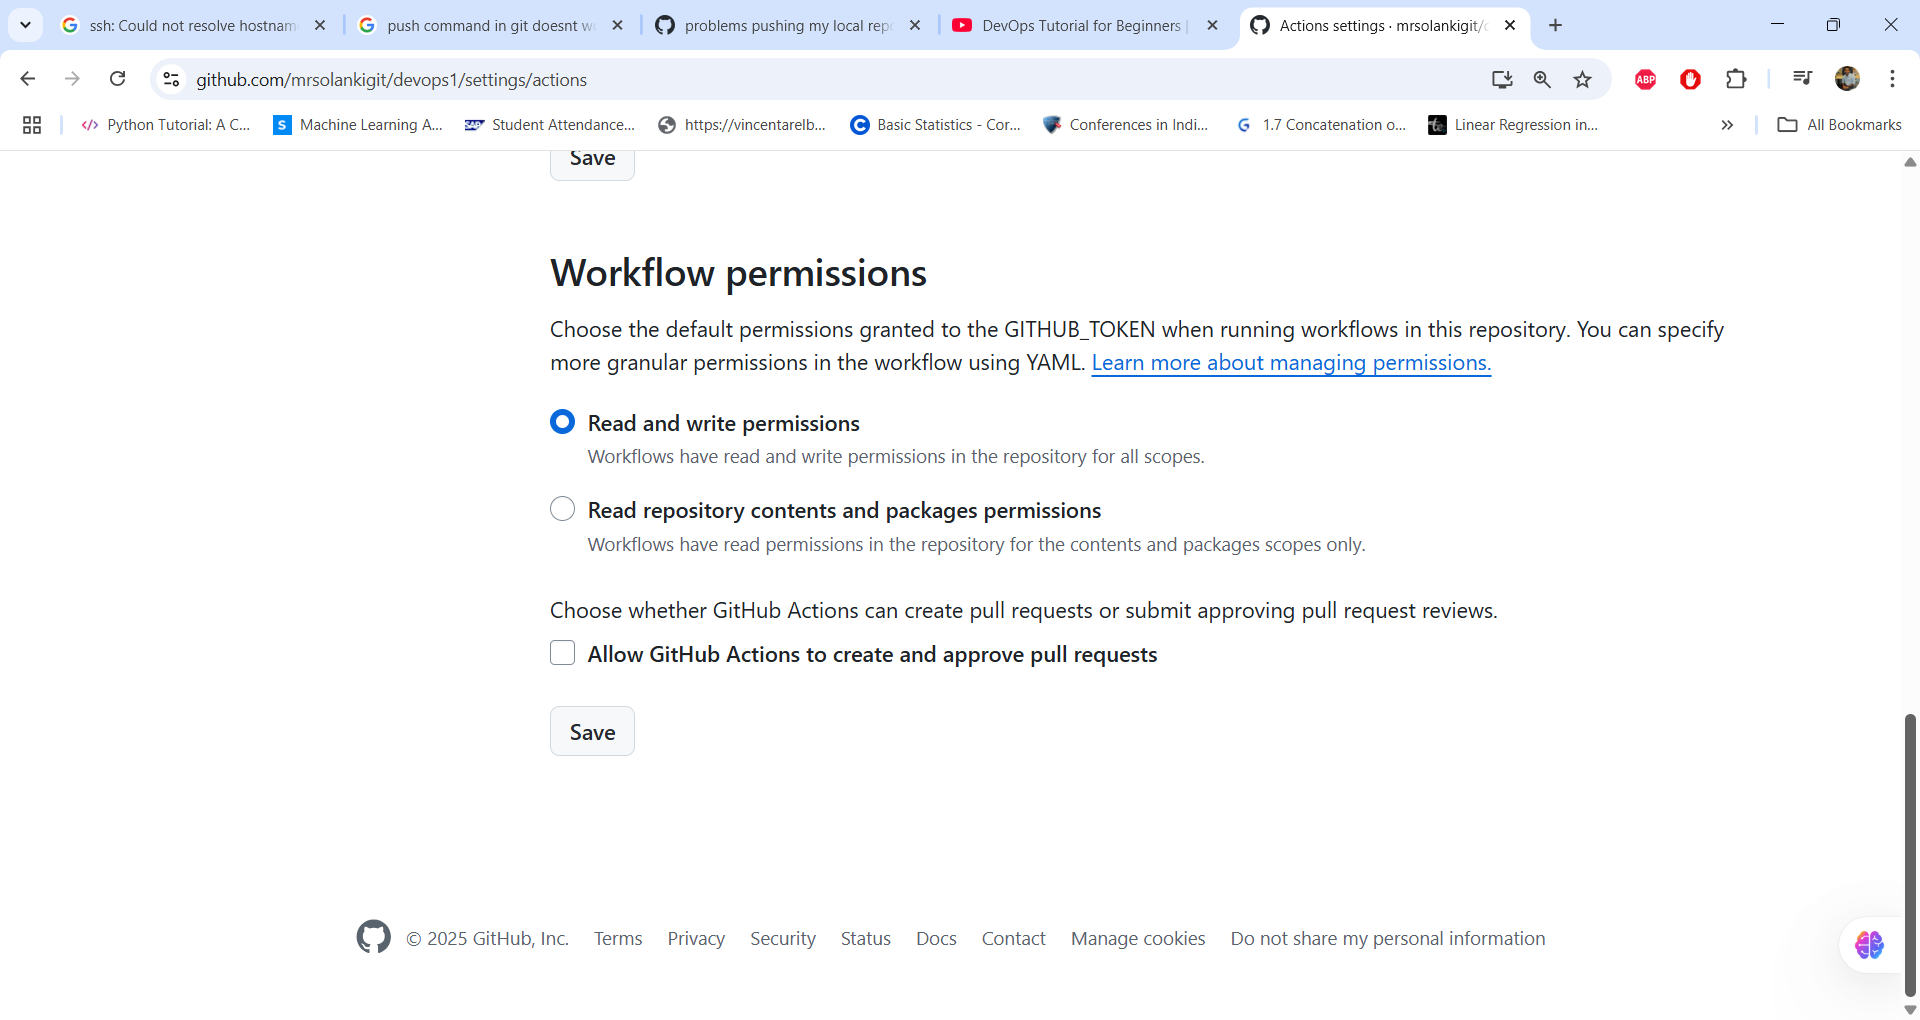 ssh: Could not resolve hostnam
push command in git doesnt w
problems pushing my local rep
DevOps Tutorial for Beginners |
Actions settings · mrsolankigit/
github.com/mrsolankigit/devops1/settings/actions
ABP
</> Python Tutorial: A C...
S Machine Learning A...
SAP Student Attendance...
https://vincentarelb...
C Basic Statistics - Cor...
Conferences in Indi...
G 1.7 Concatenation o...
te Linear Regression in...
»
All Bookmarks
Save
Workflow permissions
Choose the default permissions granted to the GITHUB_TOKEN when running workflows in this repository. You can specify
more granular permissions in the workflow using YAML. Learn more about managing permissions.
Read and write permissions
Workflows have read and write permissions in the repository for all scopes.
Read repository contents and packages permissions
Workflows have read permissions in the repository for the contents and packages scopes only.
Choose whether GitHub Actions can create pull requests or submit approving pull request reviews.
Allow GitHub Actions to create and approve pull requests
Save
© 2025 GitHub, Inc. Terms Privacy Security Status Docs Contact Manage cookies Do not share my personal information